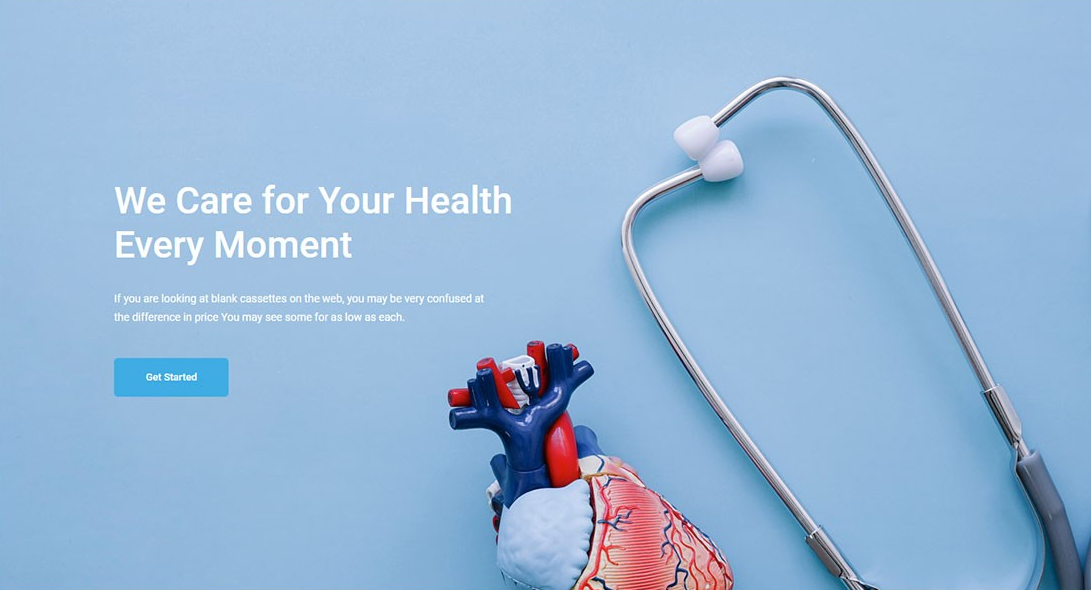 We Care for Your Health
Every Moment
If you are looking at blank cassettes on the web, you may be very confused at
the difference in price You may see some for as low as each.
Get Started